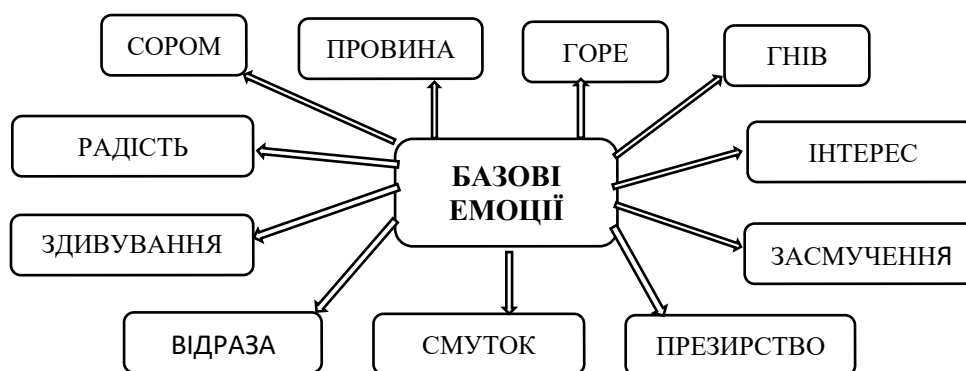 СОРОМ
ПРОВИНА
ГОРЕ
ГНІВ
РАДІСТЬ
БАЗОВІ
ЕМОЦІЇ
ІНТЕРЕС
ЗДИВУВАННЯ
ЗАСМУЧЕННЯ
ВІДРАЗА
СМУТОК
ПРЕЗИРСТВО